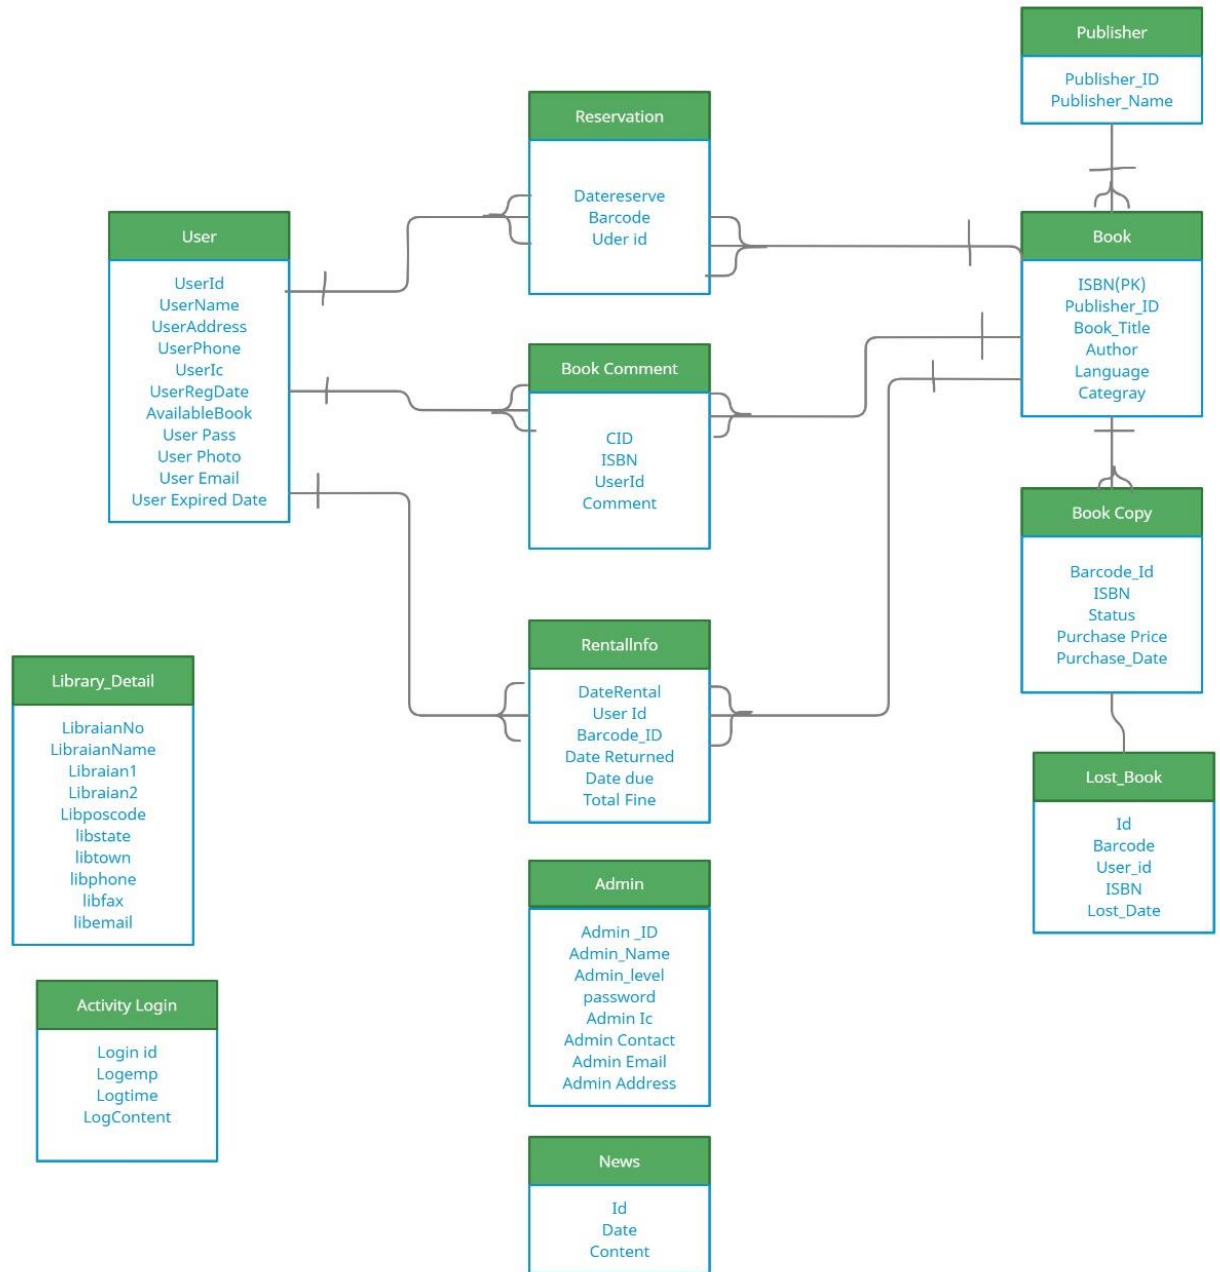 Publisher
Publisher_ID
Publisher_Name
Reservation
Datereserve
Barcode
Uder id
User
UserId
UserName
UserAddress
UserPhone
UserIc
UserRegDate
AvailableBook
User Pass
User Photo
User Email
User Expired Date
Book
ISBN(PK)
Publisher_ID
Book_Title
Author
Language
Categray
Book Comment
CID
ISBN
UserId
Comment
Book Copy
Barcode_Id
ISBN
Status
Purchase Price
Purchase_Date
RentalInfo
DateRental
User Id
Barcode_ID
Date Returned
Date due
Total Fine
Library_Detail
LibraianNo
LibraianName
Libraian1
Libraian2
Libposcode
libstate
libtown
libphone
libfax
libemail
Lost_Book
Id
Barcode
User_id
ISBN
Lost_Date
Admin
Admin _ID
Admin_Name
Admin_level
password
Admin Ic
Admin Contact
Admin Email
Admin Address
Activity Login
Login id
Logemp
Logtime
LogContent
News
Id
Date
Content